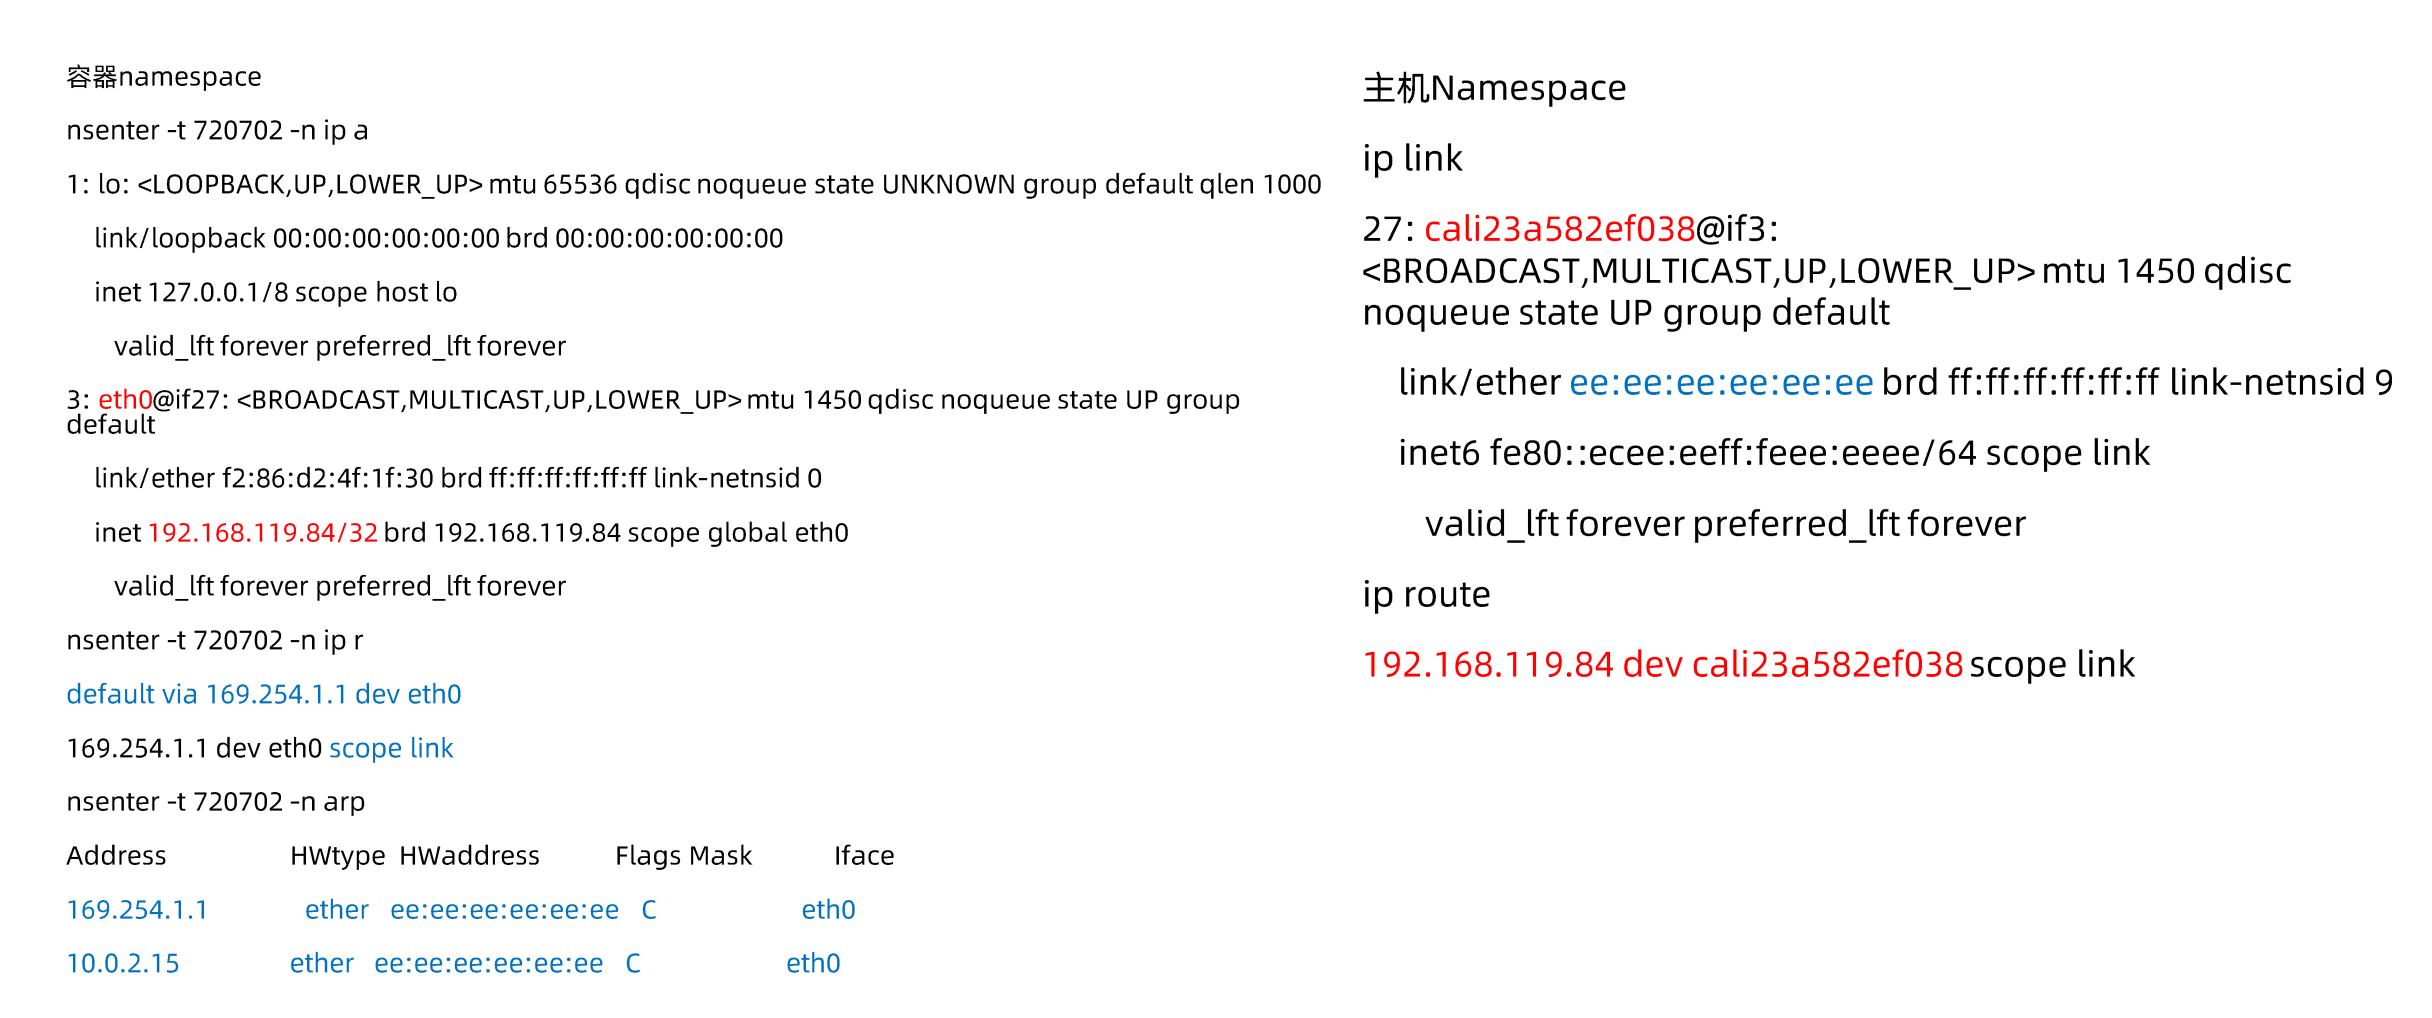 容器namespace
nsenter -t 720702 -n ip a
1: lo: <LOOPBACK,UP,LOWER_UP> mtu 65536 qdisc noqueue state UNKNOWN group default qlen 1000
link/loopback 00:00:00:00:00:00 brd 00:00:00:00:00:00
inet 127.0.0.1/8 scope host lo
valid_lft forever preferred_lft forever
3: eth0@if27: <BROADCAST,MULTICAST,UP,LOWER_UP> mtu 1450 qdisc noqueue state UP group
default
link/ether f2:86:d2:4f:1f:30 brd ff:ff:ff:ff:ff:ff link-netnsid 0
inet 192.168.119.84/32 brd 192.168.119.84 scope global eth0
valid_lft forever preferred_lft forever
nsenter -t 720702 -n ip r
default via 169.254.1.1 dev eth0
169.254.1.1 dev eth0 scope link
nsenter -t 720702 -n arp
Address HWtype HWaddress Flags Mask Iface
169.254.1.1 ether ee:ee:ee:ee:ee:ee C eth0
10.0.2.15 ether ee:ee:ee:ee:ee:ee C eth0
主机Namespace
ip link
27: cali23a582ef038@if3:
<BROADCAST,MULTICAST,UP,LOWER_UP> mtu 1450 qdisc
noqueue state UP group default
link/ether ee:ee:ee:ee:ee:ee brd ff:ff:ff:ff:ff:ff link-netnsid 9
inet6 fe80::ecee:eeff:feee:eeee/64 scope link
valid_lft forever preferred_lft forever
ip route
192.168.119.84 dev cali23a582ef038 scope link